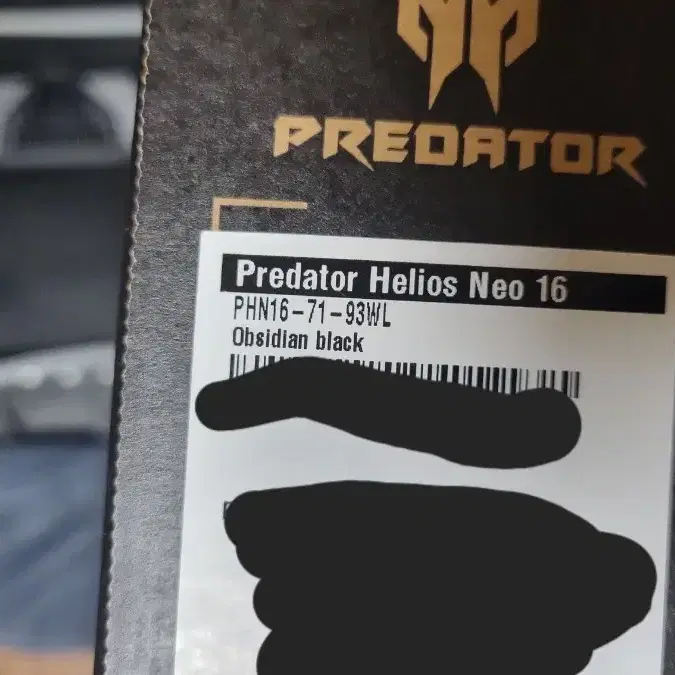 PREDATOR
Predator Helios Neo 16
PHN16-71-93WL
Obsidian black